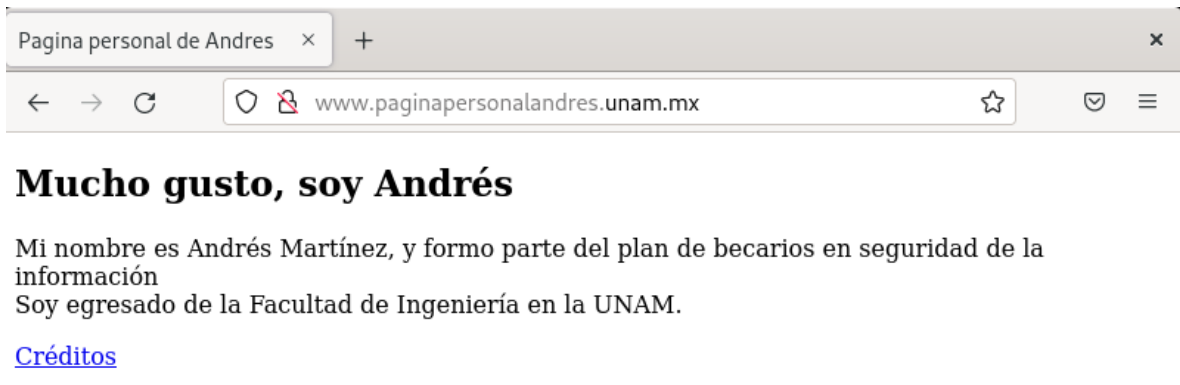 Pagina personal de Andres
www.paginapersonalandres.unam.mx
Mucho gusto, soy Andrés
Mi nombre es Andrés Martínez, y formo parte del plan de becarios en seguridad de la
información
Soy egresado de la Facultad de Ingeniería en la UNAM.
Créditos